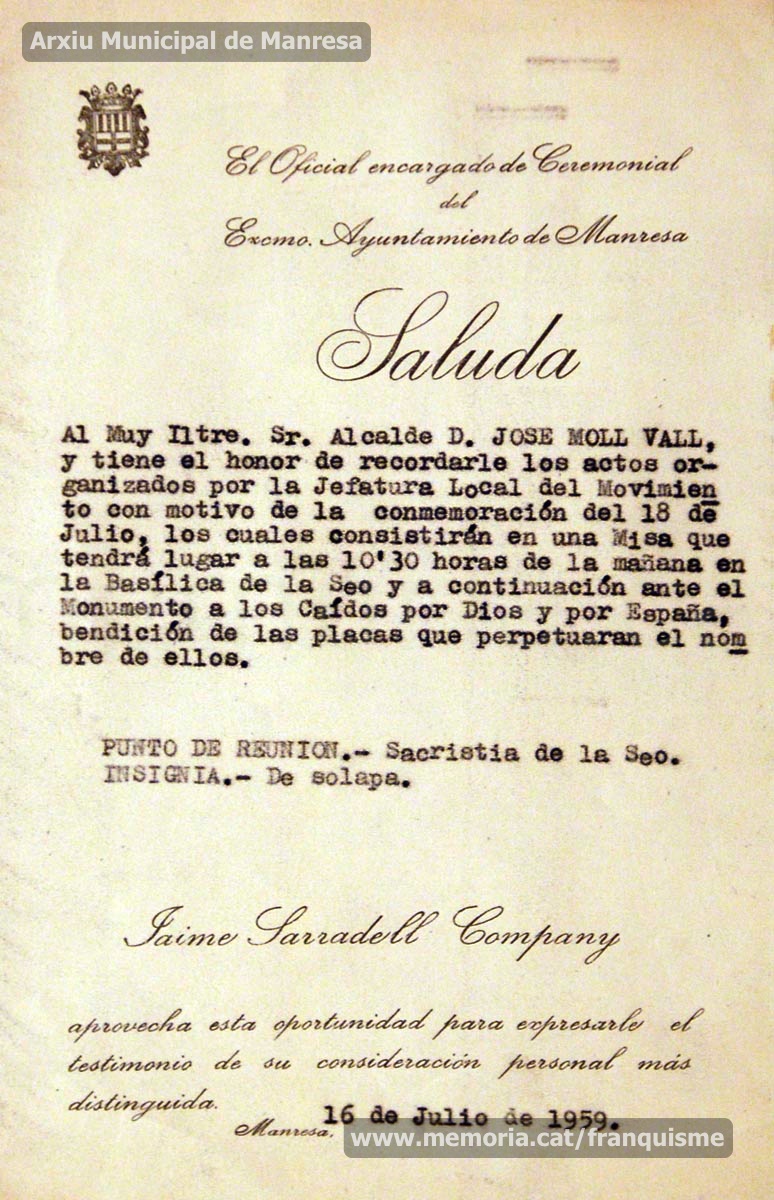 Arxiu Municipal de Manresa
El Oficial encargado de Ceremonial
del
Excmo. Ayuntamiento de Manresa
Saluda
Al Muy Iltre. Sr. Alcalde D. JOSE MOLL VALL,
y tiene el honor de recordarle los actos or-
ganizados por la Jefatura Local del Movimien
to con motivo de la conmemoración del 18 de
Julio, los cuales consistirán en una Misa que
tendrá lugar a las 10'30 horas de la mañana en
la Basílica de la Seo y a continuación ante el
Monumento a los Caídos por Dios y por España,
bendición de las placas que perpetuaran el nom
bre de ellos.
PUNTO DE REUNION.- Sacristia de la Seo.
INSIGNIA.- De solapa.
Jaime Sarradell Company
aprovecha esta oportunidad para expresarle el
testimonio de su consideración personal más
distinguida.
Manresa, 16 de Julio de 1959.
www.memoria.cat/franquisme